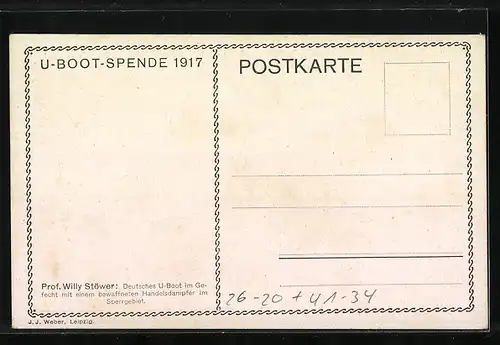 U-BOOT-SPENDE 1917
POSTKARTE
Prof. Willy Stöwer: Deutsches U-Boot im Ge-
fecht mit einem bewaffneten Handelsdampfer im
Sperrgebiet.
26-20 + 41-34
J. J. Weber, Leipzig.